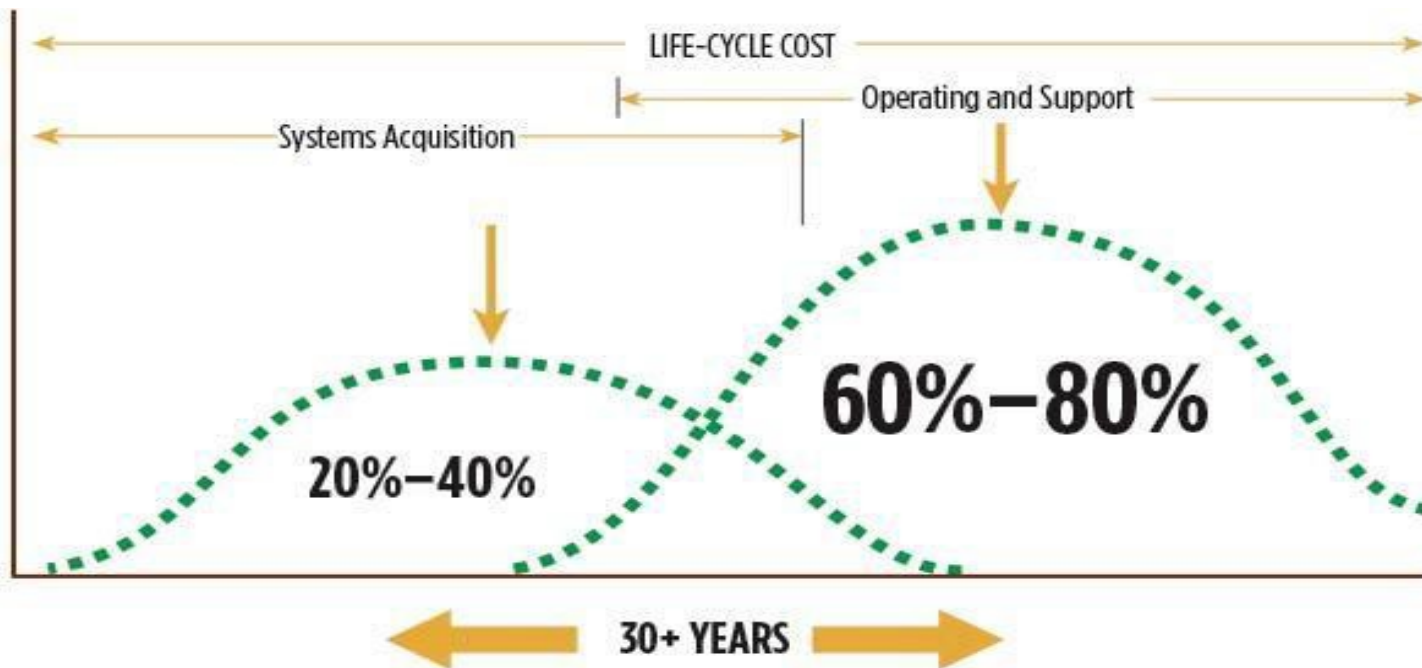 LIFE-CYCLE COST
Operating and Support
Systems Acquisition
60%–80%
20%–40%
30+ YEARS